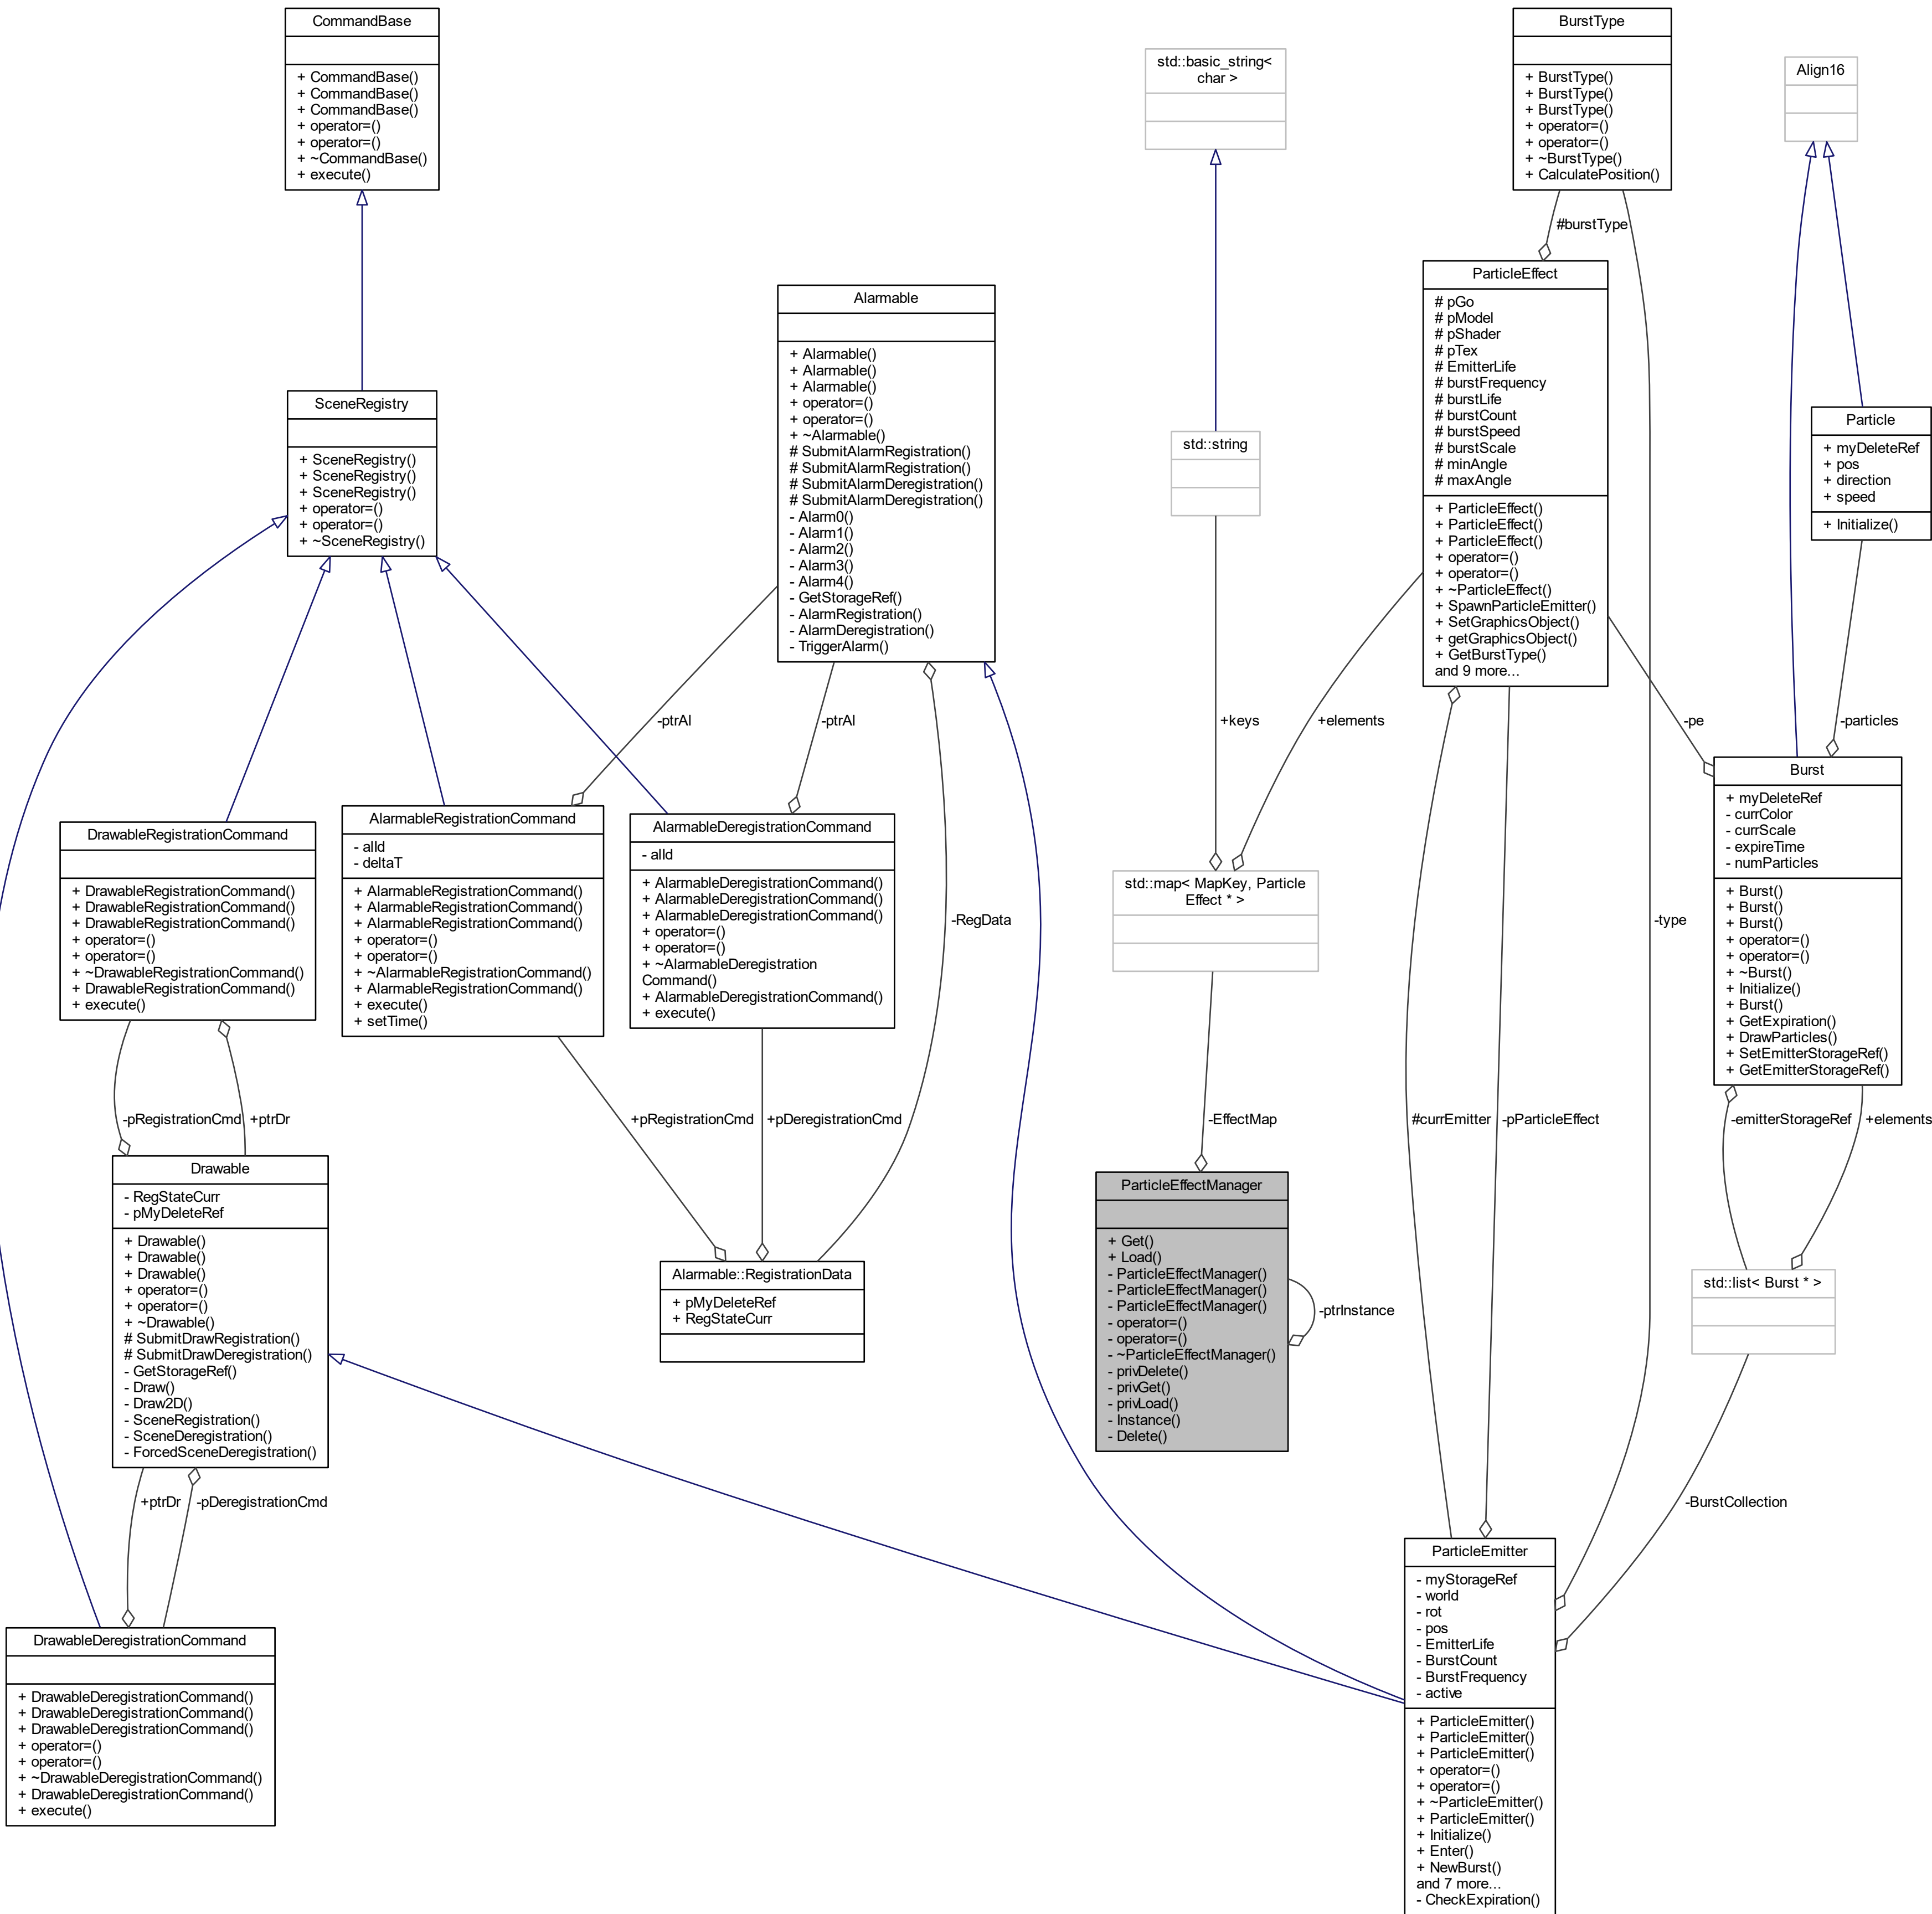 CommandBase
+ CommandBase()
+ CommandBase()
+ CommandBase()
+ operator=()
+ operator=()
+ ~CommandBase()
+ execute()
std::basic_string<
char >
BurstType
+ BurstType()
+ BurstType()
+ BurstType()
+ operator=()
+ operator=()
+ ~BurstType()
+ CalculatePosition()
Align16
#burstType
ParticleEffect
# pGo
# pModel
# pShader
# pTex
# EmitterLife
# burstFrequency
# burstLife
# burstCount
# burstSpeed
# burstScale
# minAngle
# maxAngle
+ ParticleEffect()
+ ParticleEffect()
+ ParticleEffect()
+ operator=()
+ operator=()
+ ~ParticleEffect()
+ SpawnParticleEmitter()
+ SetGraphicsObject()
+ getGraphicsObject()
+ GetBurstType()
and 9 more...
Alarmable
+ Alarmable()
+ Alarmable()
+ Alarmable()
+ operator=()
+ operator=()
+ ~Alarmable()
# SubmitAlarmRegistration()
# SubmitAlarmRegistration()
# SubmitAlarmDeregistration()
# SubmitAlarmDeregistration()
- Alarm0()
- Alarm1()
- Alarm2()
- Alarm3()
- Alarm4()
- GetStorageRef()
- AlarmRegistration()
- AlarmDeregistration()
- TriggerAlarm()
SceneRegistry
+ SceneRegistry()
+ SceneRegistry()
+ SceneRegistry()
+ operator=()
+ operator=()
+ ~SceneRegistry()
std::string
Particle
+ myDeleteRef
+ pos
+ direction
+ speed
+ Initialize()
-ptrAl
-ptrAl
+keys
+elements
-pe
-particles
DrawableRegistrationCommand
+ DrawableRegistrationCommand()
+ DrawableRegistrationCommand()
+ DrawableRegistrationCommand()
+ operator=()
+ operator=()
+ ~DrawableRegistrationCommand()
+ DrawableRegistrationCommand()
+ execute()
AlarmableRegistrationCommand
- alId
- deltaT
+ AlarmableRegistrationCommand()
+ AlarmableRegistrationCommand()
+ AlarmableRegistrationCommand()
+ operator=()
+ operator=()
+ ~AlarmableRegistrationCommand()
+ AlarmableRegistrationCommand()
+ execute()
+ setTime()
AlarmableDeregistrationCommand
- alId
+ AlarmableDeregistrationCommand()
+ AlarmableDeregistrationCommand()
+ AlarmableDeregistrationCommand()
+ operator=()
+ operator=()
+ ~AlarmableDeregistration
Command()
+ AlarmableDeregistrationCommand()
+ execute()
-RegData
std::map< MapKey, Particle
Effect * >
-type
Burst
+ myDeleteRef
- currColor
- currScale
- expireTime
- numParticles
+ Burst()
+ Burst()
+ Burst()
+ operator=()
+ operator=()
+ ~Burst()
+ Initialize()
+ Burst()
+ GetExpiration()
+ DrawParticles()
+ SetEmitterStorageRef()
+ GetEmitterStorageRef()
-pRegistrationCmd
+ptrDr
+pRegistrationCmd
+pDeregistrationCmd
-EffectMap
#currEmitter
-pParticleEffect
-emitterStorageRef
+elements
Drawable
- RegStateCurr
- pMyDeleteRef
+ Drawable()
+ Drawable()
+ Drawable()
+ operator=()
+ operator=()
+ ~Drawable()
# SubmitDrawRegistration()
# SubmitDrawDeregistration()
- GetStorageRef()
- Draw()
- Draw2D()
- SceneRegistration()
- SceneDeregistration()
- ForcedSceneDeregistration()
Alarmable::RegistrationData
+ pMyDeleteRef
+ RegStateCurr
ParticleEffectManager
+ Get()
+ Load()
- ParticleEffectManager()
- ParticleEffectManager()
- ParticleEffectManager()
- operator=()
- operator=()
- ~ParticleEffectManager()
- privDelete()
- privGet()
- privLoad()
- Instance()
- Delete()
-ptrInstance
std::list< Burst * >
+ptrDr
-pDeregistrationCmd
-BurstCollection
DrawableDeregistrationCommand
+ DrawableDeregistrationCommand()
+ DrawableDeregistrationCommand()
+ DrawableDeregistrationCommand()
+ operator=()
+ operator=()
+ ~DrawableDeregistrationCommand()
+ DrawableDeregistrationCommand()
+ execute()
ParticleEmitter
- myStorageRef
- world
- rot
- pos
- EmitterLife
- BurstCount
- BurstFrequency
- active
+ ParticleEmitter()
+ ParticleEmitter()
+ ParticleEmitter()
+ operator=()
+ operator=()
+ ~ParticleEmitter()
+ ParticleEmitter()
+ Initialize()
+ Enter()
+ NewBurst()
and 7 more...
- CheckExpiration()